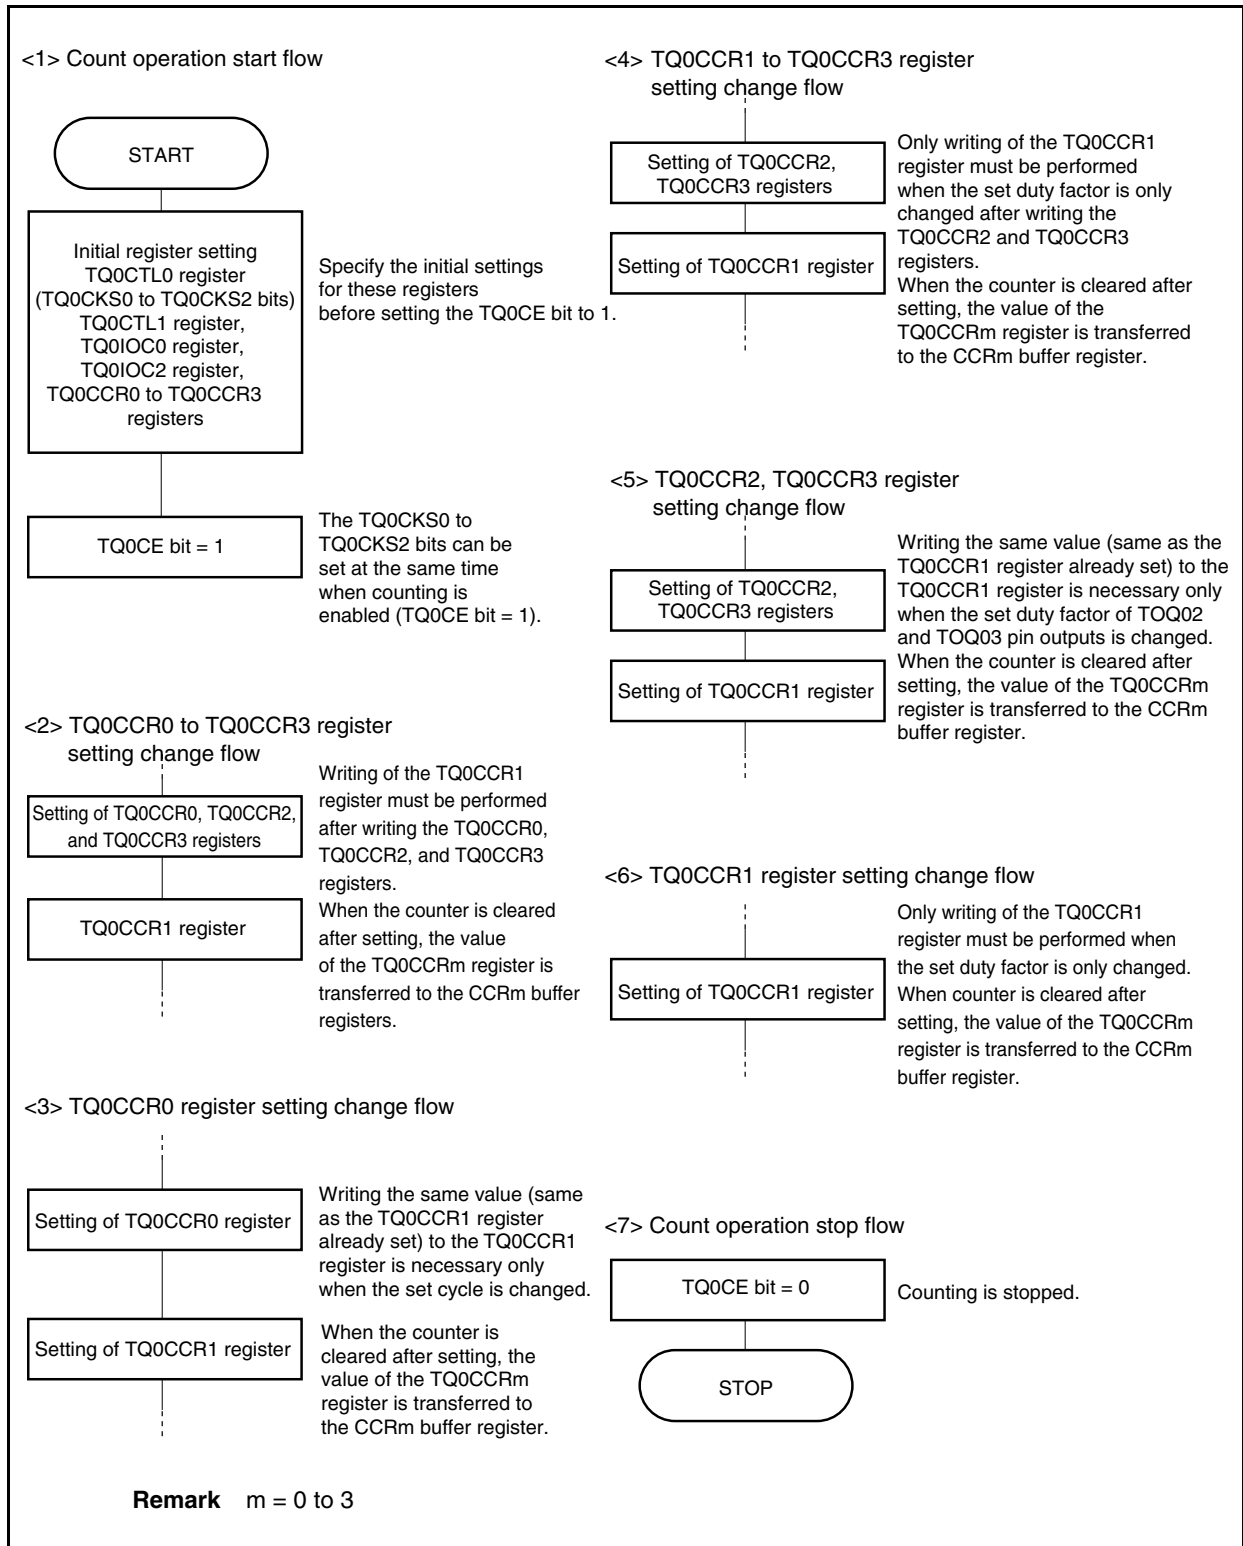 <1> Count operation start flow
START
Initial register setting
TQ0CTL0 register
(TQ0CKS0 to TQ0CKS2 bits)
TQ0CTL1 register,
TQ0IOC0 register,
TQ0IOC2 register,
TQ0CCR0 to TQ0CCR3
registers
Specify the initial settings
for these registers
before setting the TQ0CE bit to 1.
TQ0CE bit = 1
The TQ0CKS0 to
TQ0CKS2 bits can be
set at the same time
when counting is
enabled (TQ0CE bit = 1).
<2> TQ0CCR0 to TQ0CCR3 register
setting change flow
Setting of TQ0CCR0, TQ0CCR2,
and TQ0CCR3 registers
TQ0CCR1 register
Writing of the TQ0CCR1
register must be performed
after writing the TQ0CCR0,
TQ0CCR2, and TQ0CCR3
registers.
When the counter is cleared
after setting, the value
of the TQ0CCRm register is
transferred to the CCRm buffer
registers.
<3> TQ0CCR0 register setting change flow
Setting of TQ0CCR0 register
Writing the same value (same
as the TQ0CCR1 register
already set) to the TQ0CCR1
register is necessary only
when the set cycle is changed.
Setting of TQ0CCR1 register
When the counter is
cleared after setting, the
value of the TQ0CCRm
register is transferred to
the CCRm buffer register.
<4> TQ0CCR1 to TQ0CCR3 register
setting change flow
Setting of TQ0CCR2,
TQ0CCR3 registers
Setting of TQ0CCR1 register
Only writing of the TQ0CCR1
register must be performed
when the set duty factor is only
changed after writing the
TQ0CCR2 and TQ0CCR3
registers.
When the counter is cleared after
setting, the value of the
TQ0CCRm register is transferred
to the CCRm buffer register.
<5> TQ0CCR2, TQ0CCR3 register
setting change flow
Setting of TQ0CCR2,
TQ0CCR3 registers
Setting of TQ0CCR1 register
Writing the same value (same as the
TQ0CCR1 register already set) to the
TQ0CCR1 register is necessary only
when the set duty factor of TOQ02
and TOQ03 pin outputs is changed.
When the counter is cleared after
setting, the value of the TQ0CCRm
register is transferred to the CCRm
buffer register.
<6> TQ0CCR1 register setting change flow
Setting of TQ0CCR1 register
Only writing of the TQ0CCR1
register must be performed when
the set duty factor is only changed.
When counter is cleared after
setting, the value of the TQ0CCRm
register is transferred to the CCRm
buffer register.
<7> Count operation stop flow
TQ0CE bit = 0
Counting is stopped.
STOP
Remark m = 0 to 3